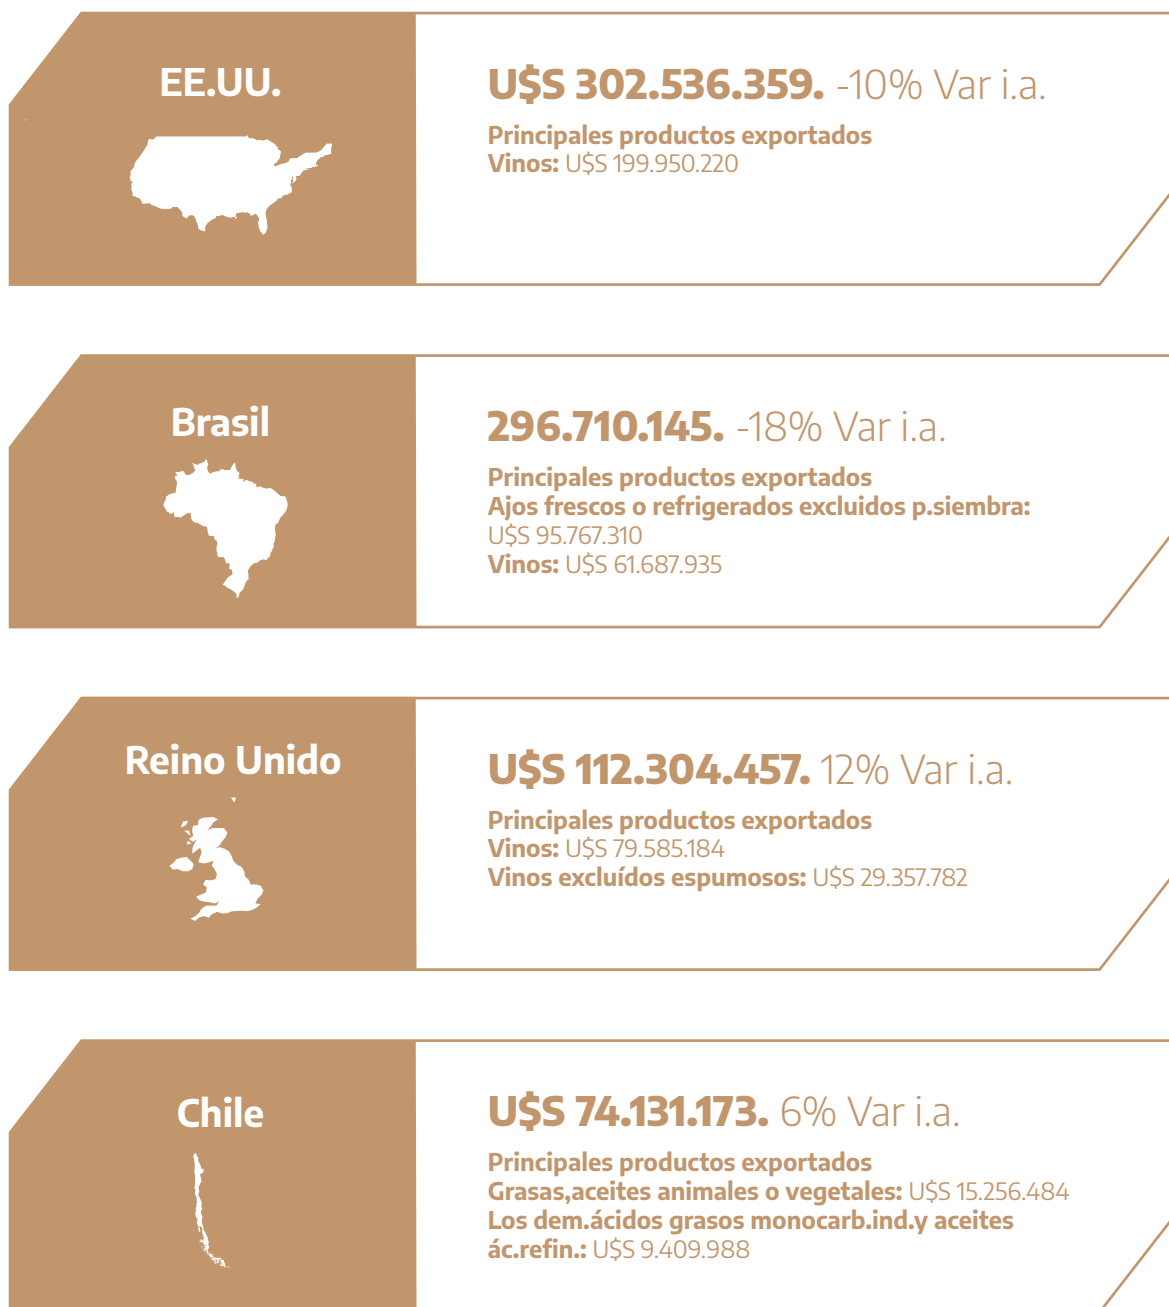 EE.UU.
U$S 302.536.359. -10% Var i.a.
Principales productos exportados
Vinos: U$S 199.950.220
Brasil
296.710.145. -18% Var i.a.
Principales productos exportados
Ajos frescos o refrigerados excluidos p.siembra:
U$S 95.767.310
Vinos: U$S 61.687.935
Reino Unido
U$S 112.304.457. 12% Var i.a.
Principales productos exportados
Vinos: U$S 79.585.184
Vinos excluídos espumosos: U$S 29.357.782
Chile
U$S 74.131.173. 6% Var i.a.
Principales productos exportados
Grasas,aceites animales o vegetales: U$S 15.256.484
Los dem.ácidos grasos monocarb.ind.y aceites
ác.refin.: U$S 9.409.988